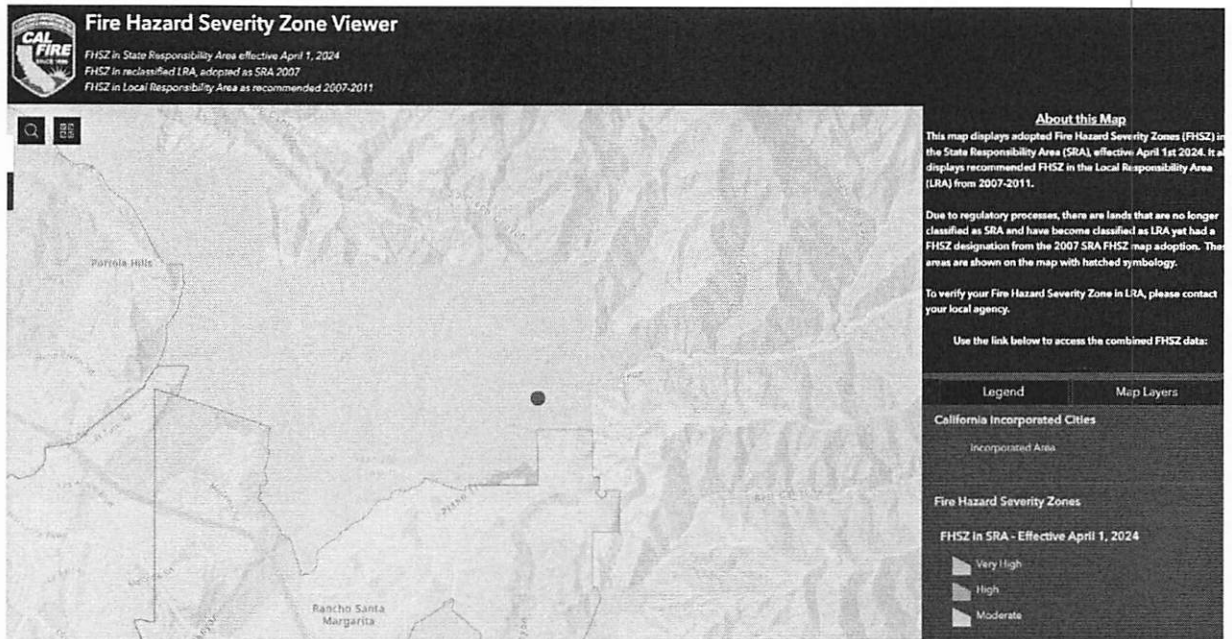 CAL
FIRE
SINCE 1885
Fire Hazard Severity Zone Viewer
FHSZ in State Responsibility Area effective April 1, 2024
FHSZ in reclassified LRA, adopted as SRA 2007
FHSZ in Local Responsibility Area as recommended 2007-2011
Portola Hills
Rancho Santa
Margarita
About this Map
This map displays adopted Fire Hazard Severity Zones (FHSZ) in
the State Responsibility Area (SRA), effective April 1st 2024. It al
displays recommended FHSZ in the Local Responsibility Area
(LRA) from 2007-2011.
Due to regulatory processes, there are lands that are no longer
classified as SRA and have become classified as LRA yet had a
FHSZ designation from the 2007 SRA FHSZ map adoption. Thes
areas are shown on the map with hatched symbology.
To verify your Fire Hazard Severity Zone in LRA, please contact
your local agency.
Use the link below to access the combined FHSZ data:
Legend
Map Layers
California Incorporated Cities
Incorporated Area
Fire Hazard Severity Zones
FHSZ in SRA - Effective April 1, 2024
Very High
High
Moderate